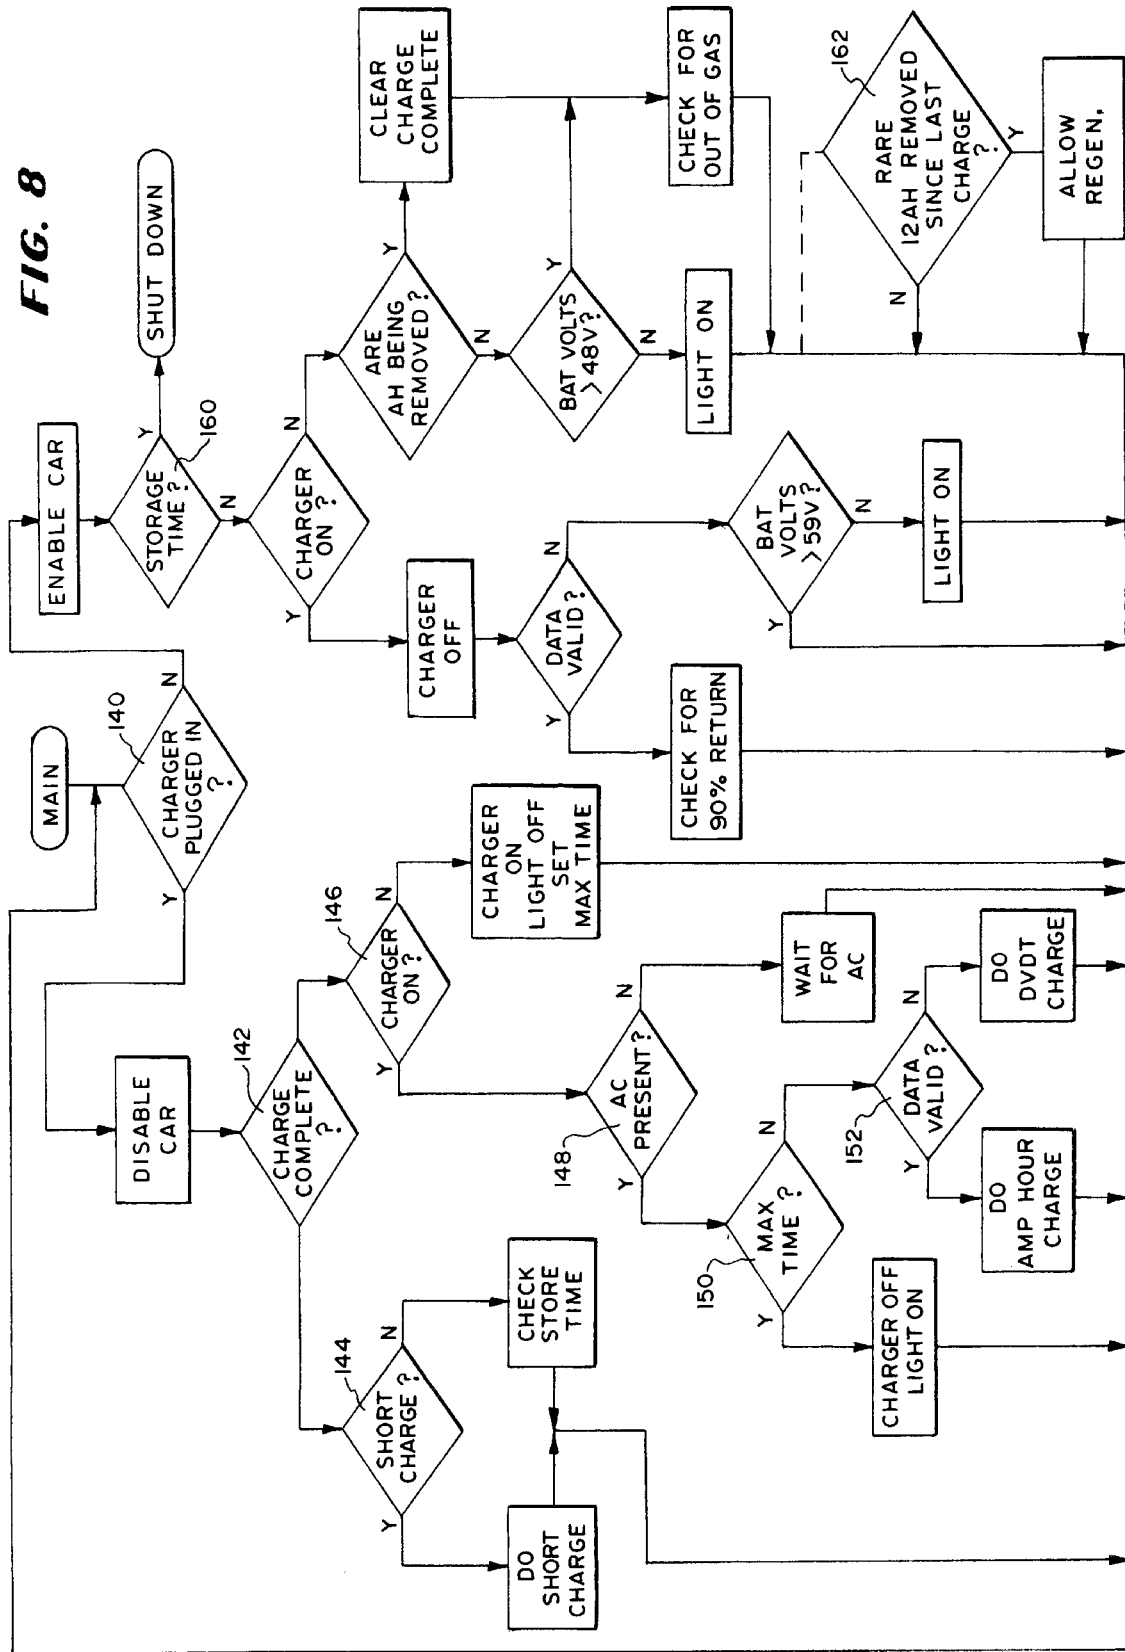 FIG. 8
MAIN
140
CHARGER
PLUGGED IN
?
Y
N
DISABLE
CAR
142
CHARGE
COMPLETE
?
144
SHORT
CHARGE ?
Y
N
DO
SHORT
CHARGE
CHECK
STORE
TIME
146
CHARGER
ON ?
Y
N
CHARGER
ON
LIGHT OFF
SET
MAX TIME
148
AC
PRESENT ?
Y
N
WAIT
FOR
AC
150
MAX
TIME ?
Y
N
CHARGER OFF
LIGHT ON
152
DATA
VALID ?
Y
N
DO
AMP HOUR
CHARGE
DO
DVDT
CHARGE
ENABLE CAR
STORAGE
TIME ?
160
Y
N
SHUT DOWN
CHARGER
ON ?
Y
N
CHARGER
OFF
DATA
VALID ?
Y
N
CHECK FOR
90% RETURN
BAT
VOLTS
> 59V ?
Y
N
LIGHT ON
ARE
AH BEING
REMOVED ?
Y
N
CLEAR
CHARGE
COMPLETE
BAT VOLTS
> 48V ?
Y
N
LIGHT ON
CHECK FOR
OUT OF GAS
162
RARE
12AH REMOVED
SINCE LAST
CHARGE
?
N
Y
ALLOW
REGEN,